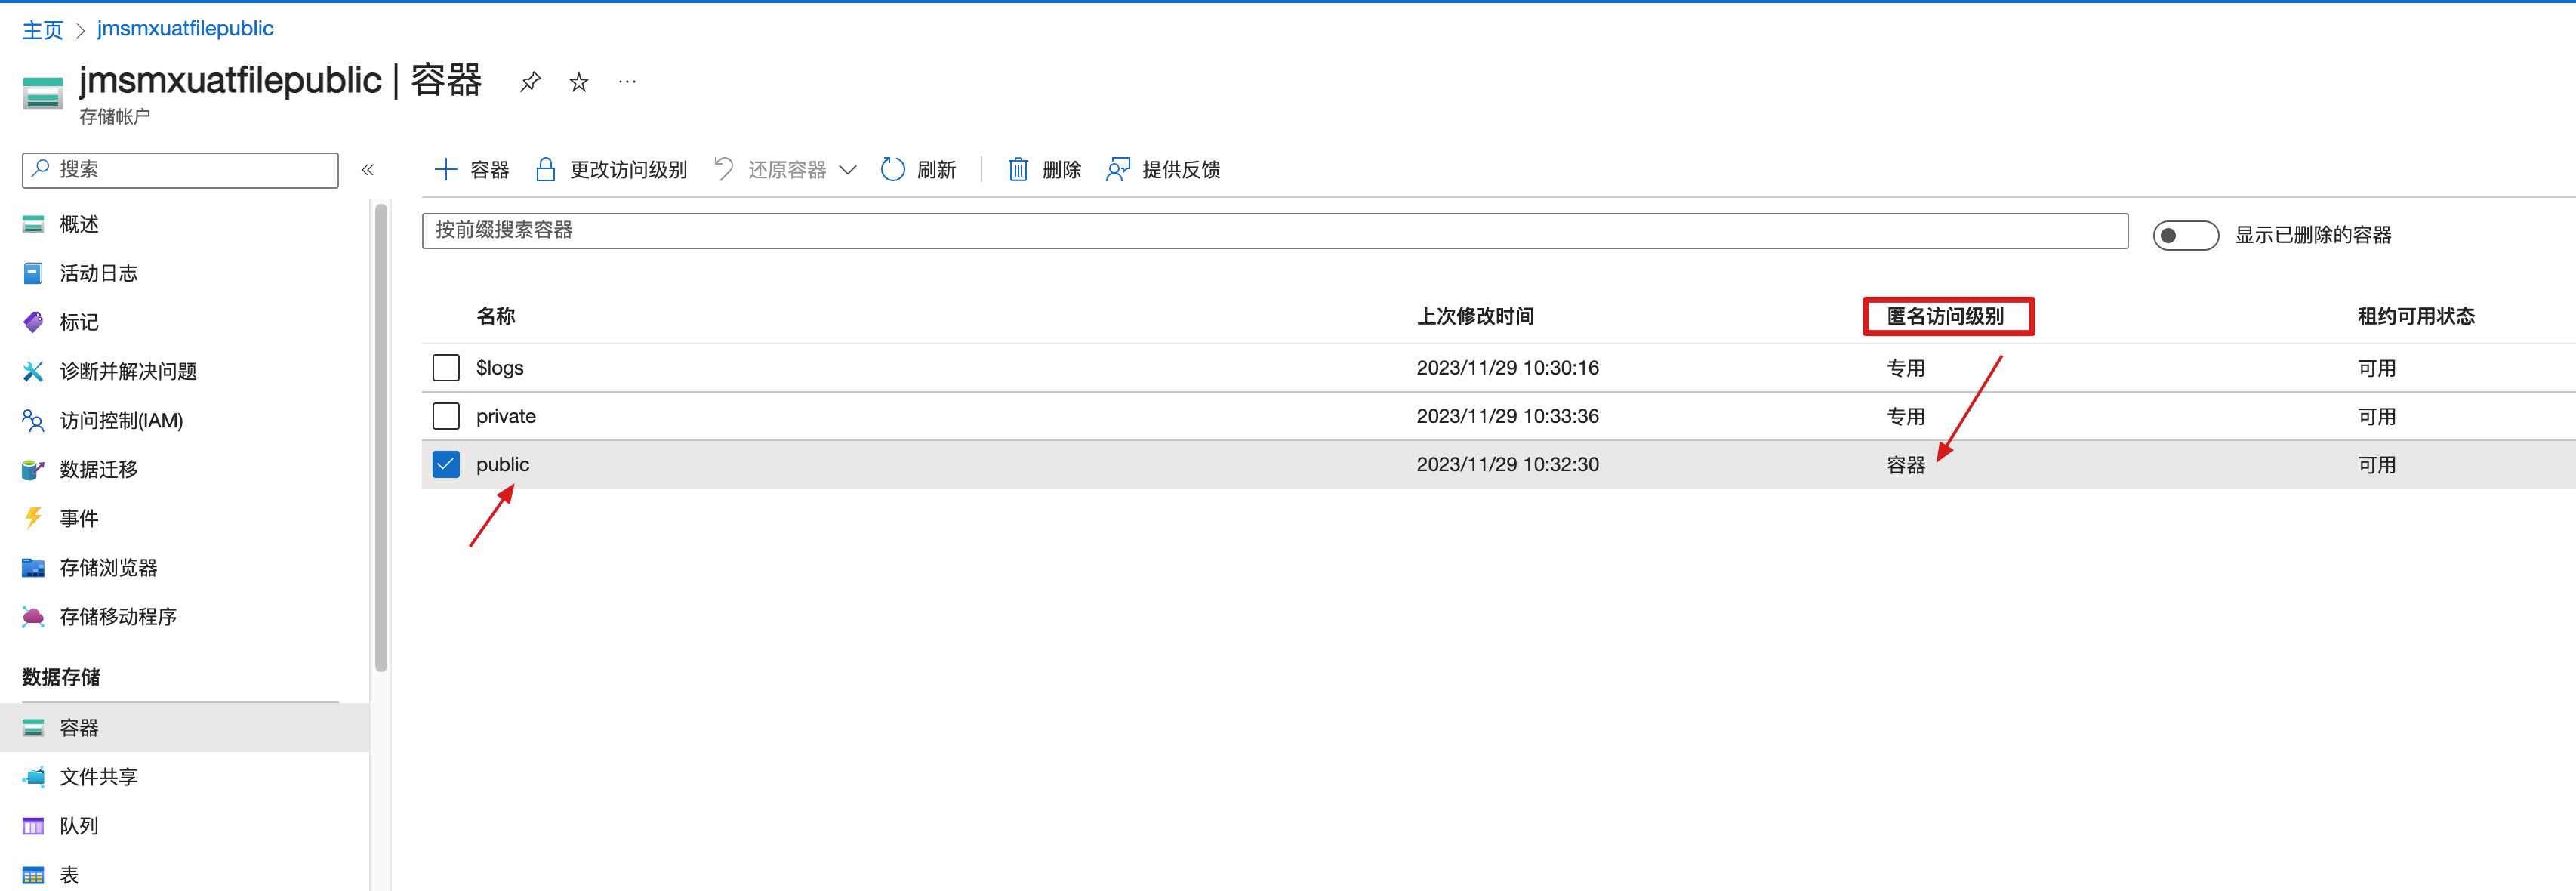 主页 > jmsmxuatfilepublic
jmsmxuatfilepublic | 容器
存储帐户
搜索
概述
活动日志
标记
诊断并解决问题
访问控制(IAM)
数据迁移
事件
存储浏览器
存储移动程序
数据存储
容器
文件共享
队列
表
容器 更改访问级别 还原容器 刷新 删除 提供反馈
按前缀搜索容器 显示已删除的容器
名称 上次修改时间 匿名访问级别 租约可用状态
$logs 2023/11/29 10:30:16 专用 可用
private 2023/11/29 10:33:36 专用 可用
public 2023/11/29 10:32:30 容器 可用